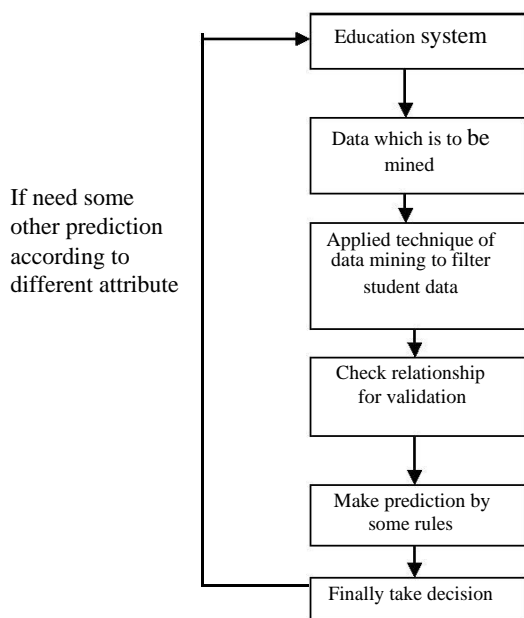 Education system
Data which is to be
mined
If need some
other prediction
according to
different attribute
Applied technique of
data mining to filter
student data
Check relationship
for validation
Make prediction by
some rules
Finally take decision